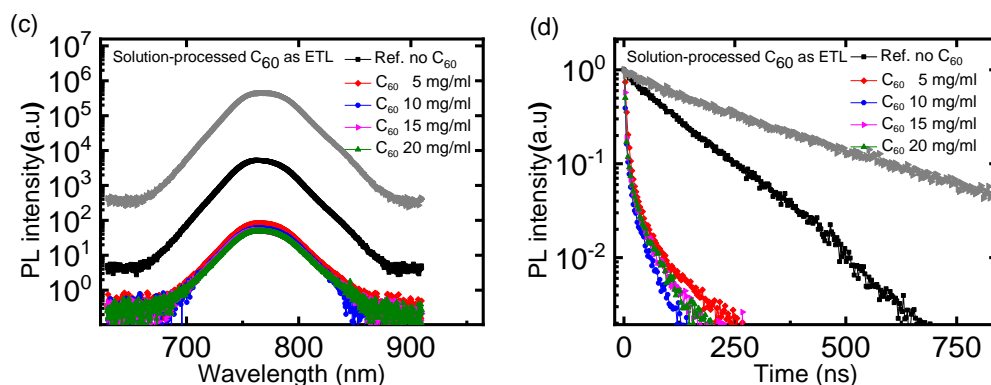 (c)
Solution-processed C60 as ETL
Ref. no C60
C60 5 mg/ml
C60 10 mg/ml
C60 15 mg/ml
C60 20 mg/ml
PL intensity(a.u)
10^7
10^6
10^5
10^4
10^3
10^2
10^1
10^0
700
800
900
Wavelength (nm)
(d)
Solution-processed C60 as ETL
Ref. no C60
C60 5 mg/ml
C60 10 mg/ml
C60 15 mg/ml
C60 20 mg/ml
PL intensity(a.u)
10^0
10^-1
10^-2
0
250
500
750
Time (ns)